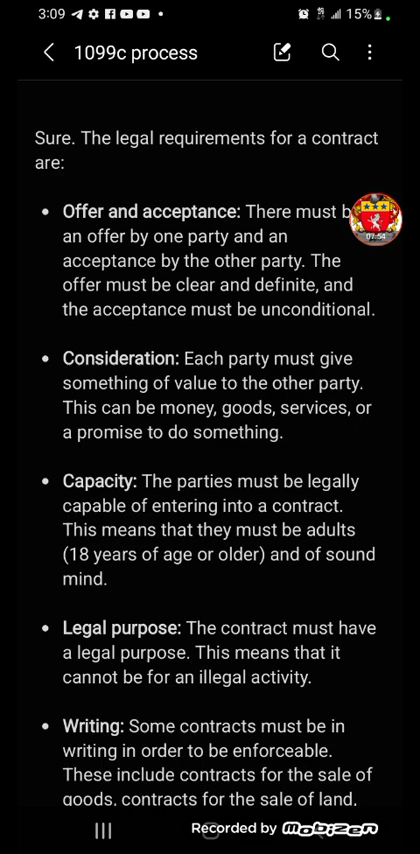 3:09
15%
1099c process
Sure. The legal requirements for a contract
are:
• Offer and acceptance: There must b
an offer by one party and an
acceptance by the other party. The
offer must be clear and definite, and
the acceptance must be unconditional.
07:54
• Consideration: Each party must give
something of value to the other party.
This can be money, goods, services, or
a promise to do something.
• Capacity: The parties must be legally
capable of entering into a contract.
This means that they must be adults
(18 years of age or older) and of sound
mind.
• Legal purpose: The contract must have
a legal purpose. This means that it
cannot be for an illegal activity.
• Writing: Some contracts must be in
writing in order to be enforceable.
These include contracts for the sale of
goods, contracts for the sale of land,
Recorded by mobizen